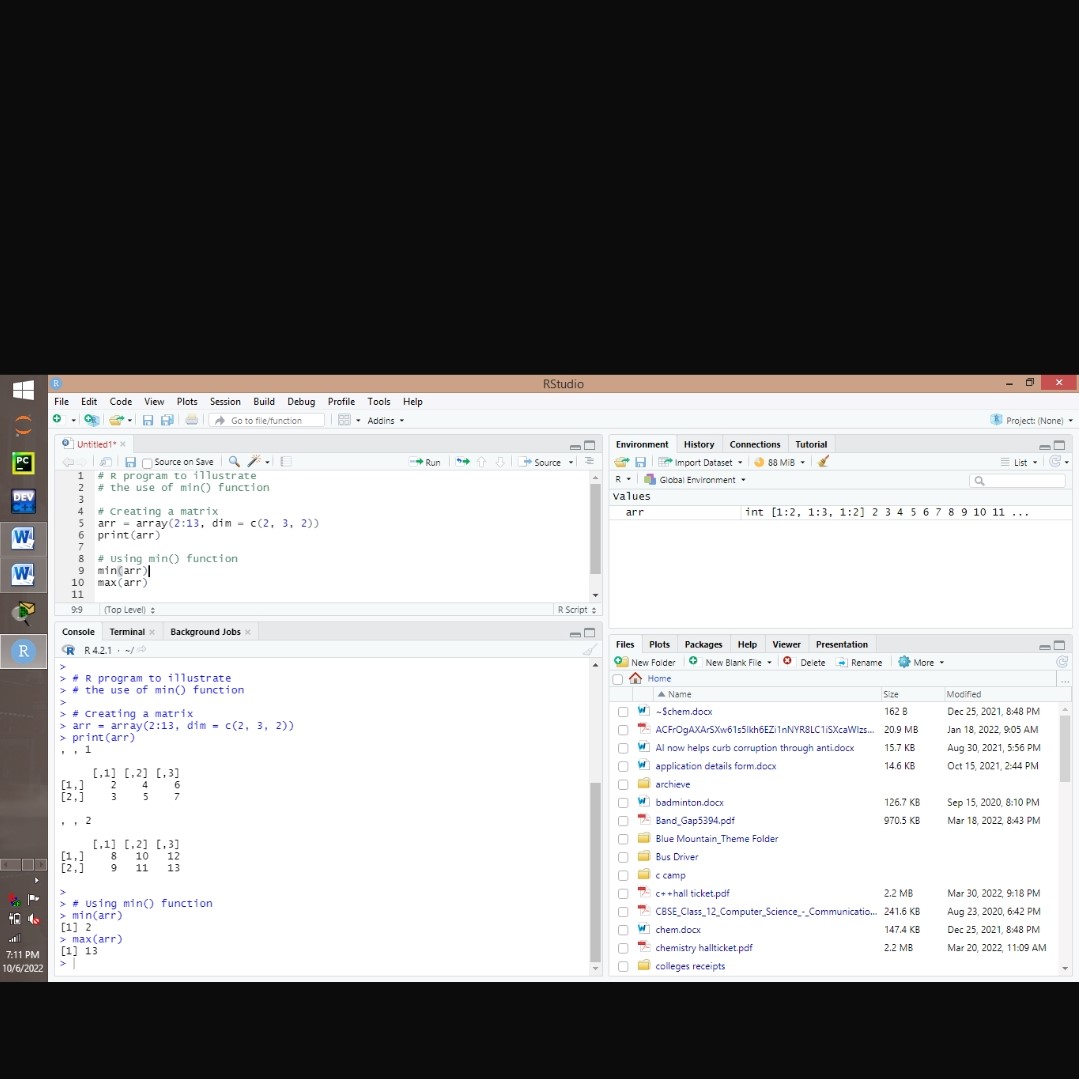 RStudio
File Edit Code View Plots Session Build Debug Profile Tools Help
Go to file/function Addins Project: (None)
Untitled1*
Source on Save Run Source
1 # R program to illustrate
2 # the use of min() function
3
4 # Creating a matrix
5 arr = array(2:13, dim = c(2, 3, 2))
6 print(arr)
7
8 # Using min() function
9 min(arr)
10 max(arr)
11
9:9 (Top Level) R Script
Console Terminal Background Jobs
R 4.2.1 · ~/
>
> # R program to illustrate
> # the use of min() function
>
> # Creating a matrix
> arr = array(2:13, dim = c(2, 3, 2))
> print(arr)
, , 1
[,1] [,2] [,3]
[1,] 2 4 6
[2,] 3 5 7
, , 2
[,1] [,2] [,3]
[1,] 8 10 12
[2,] 9 11 13
>
> # Using min() function
> min(arr)
[1] 2
> max(arr)
[1] 13
>
Environment History Connections Tutorial
Import Dataset 88 MiB List
R Global Environment
Values
arr int [1:2, 1:3, 1:2] 2 3 4 5 6 7 8 9 10 11 ...
Files Plots Packages Help Viewer Presentation
New Folder New Blank File Delete Rename More
Home ...
Name Size Modified
~$chem.docx 162 B Dec 25, 2021, 8:48 PM
20.9 MB Jan 18, 2022, 9:05 AM
AI now helps curb corruption through anti.docx 15.7 KB Aug 30, 2021, 5:56 PM
application details form.docx 14.6 KB Oct 15, 2021, 2:44 PM
archieve
badminton.docx 126.7 KB Sep 15, 2020, 8:10 PM
Band_Gap5394.pdf 970.5 KB Mar 18, 2022, 8:43 PM
Blue Mountain_Theme Folder
Bus Driver
c camp
c++hall ticket.pdf 2.2 MB Mar 30, 2022, 9:18 PM
CBSE_Class_12_Computer_Science_-_Communicatio... 241.6 KB Aug 23, 2020, 6:42 PM
chem.docx 147.4 KB Dec 25, 2021, 8:48 PM
chemistry hallticket.pdf 2.2 MB Mar 20, 2022, 11:09 AM
colleges receipts
PC
DEV
W
W
R
7:11 PM
10/6/2022